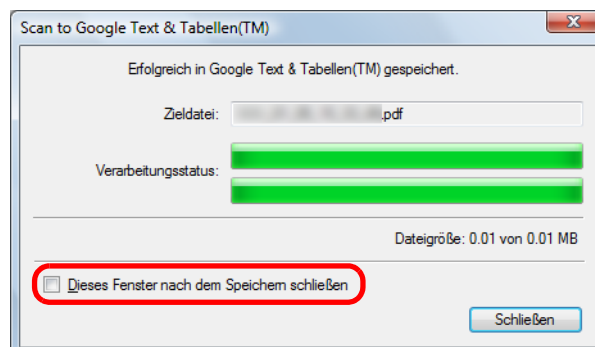 Scan to Google Text & Tabellen(TM)
Erfolgreich in Google Text & Tabellen(TM) gespeichert.
Zieldatei: .pdf
Verarbeitungsstatus:
Dateigröße: 0.01 von 0.01 MB
Dieses Fenster nach dem Speichern schließen
Schließen